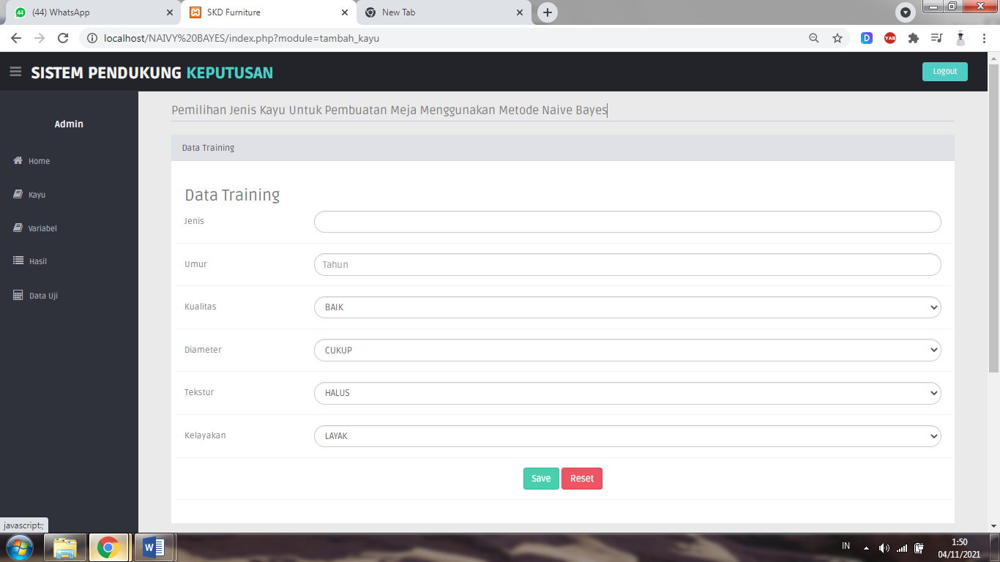 44
(44) WhatsApp
SKD Furniture
New Tab
localhost/NAIVY%20BAYES/index.php?module=tambah_kayu
YAB
SISTEM PENDUKUNG KEPUTUSAN
Logout
Admin
Home
Kayu
Variabel
Hasil
Data Uji
Pemilihan Jenis Kayu Untuk Pembuatan Meja Menggunakan Metode Naive Bayes
Data Training
Data Training
Jenis
Umur
Tahun
Kualitas
BAIK
Diameter
CUKUP
Tekstur
HALUS
Kelayakan
LAYAK
Save
Reset
javascript:;
IN
1:50
04/11/2021